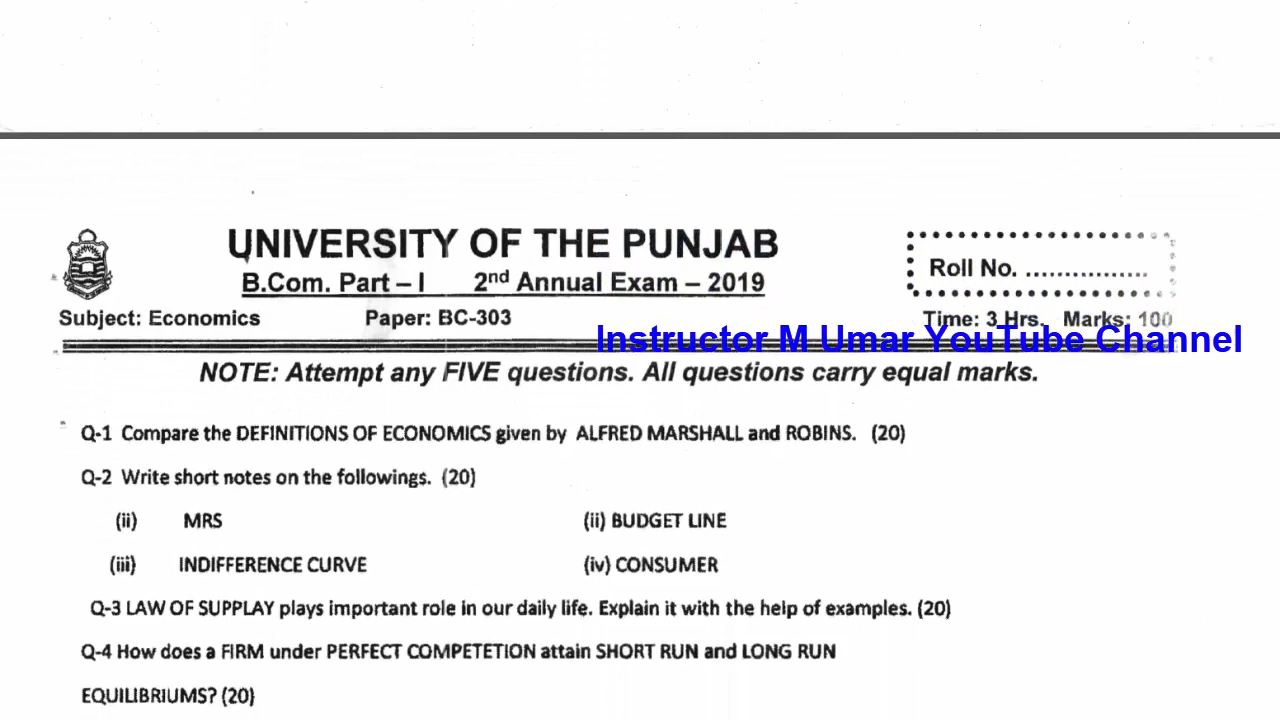 UNIVERSITY OF THE PUNJAB
B.Com. Part – I 2nd Annual Exam – 2019
Roll No. ................
Subject: Economics Paper: BC-303 Time: 3 Hrs. Marks: 100
Instructor M Umar YouTube Channel
NOTE: Attempt any FIVE questions. All questions carry equal marks.
Q-1 Compare the DEFINITIONS OF ECONOMICS given by ALFRED MARSHALL and ROBINS. (20)
Q-2 Write short notes on the followings. (20)
(ii) MRS (ii) BUDGET LINE
(iii) INDIFFERENCE CURVE (iv) CONSUMER
Q-3 LAW OF SUPPLAY plays important role in our daily life. Explain it with the help of examples. (20)
Q-4 How does a FIRM under PERFECT COMPETETION attain SHORT RUN and LONG RUN
EQUILIBRIUMS? (20)